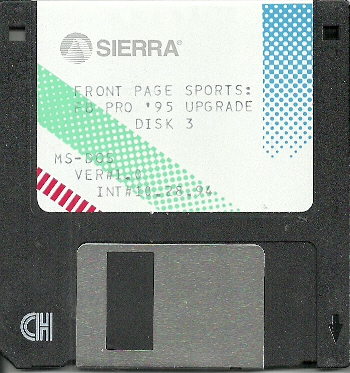 SIERRA®
FRONT PAGE SPORTS:
FB PRO '95 UPGRADE
DISK 3
MS-DOS
VER#1.0
INT#10.28.94
CH